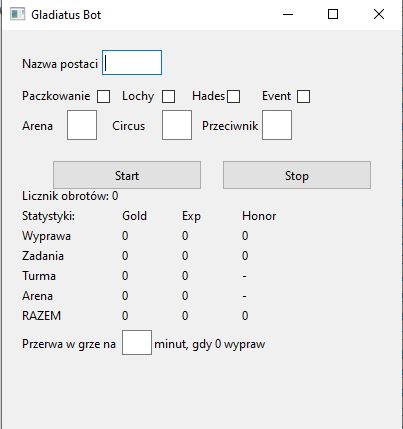 Gladiatus Bot
Nazwa postaci
Paczkowanie Lochy Hades Event
Arena Circus Przeciwnik
Start Stop
Licznik obrotów: 0
Statystyki: Gold Exp Honor
Wyprawa 0 0 0
Zadania 0 0 0
Turma 0 0 -
Arena 0 0 -
RAZEM 0 0 0
Przerwa w grze na minut, gdy 0 wypraw